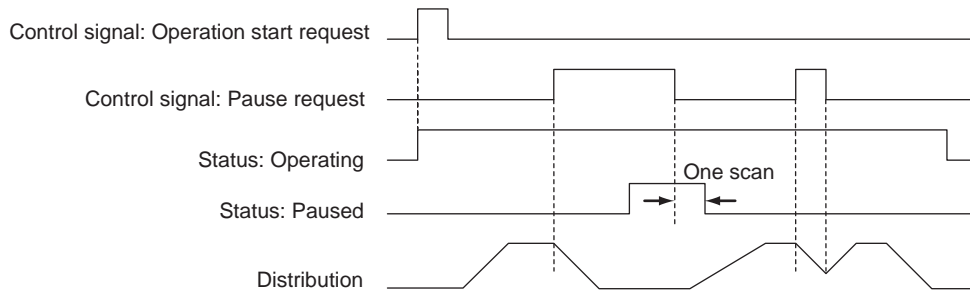 Control signal: Operation start request
Control signal: Pause request
Status: Operating
One scan
Status: Paused
Distribution